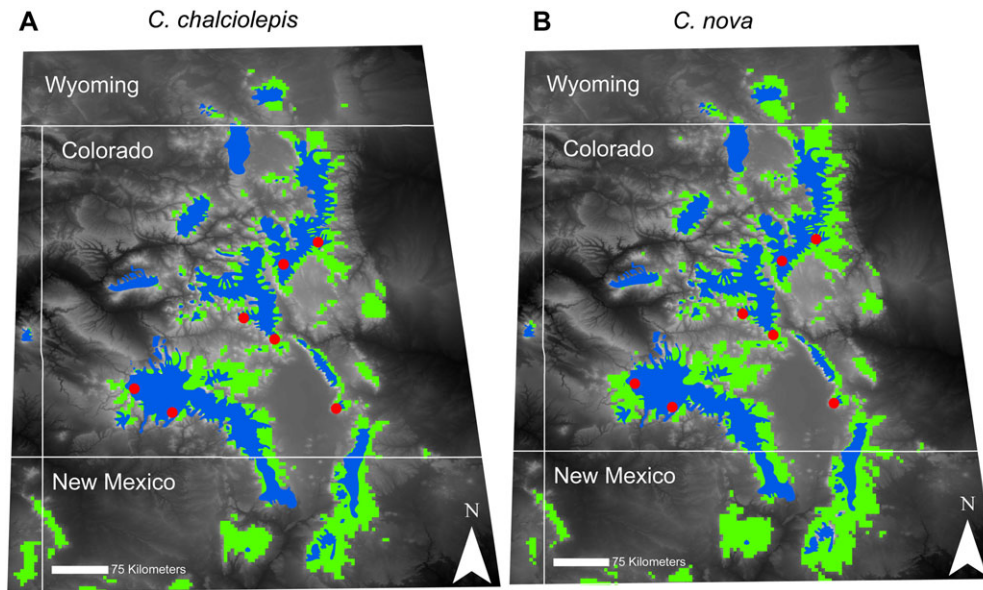 A C. chalciolepis
Wyoming
Colorado
New Mexico
N
75 Kilometers
B C. nova
Wyoming
Colorado
New Mexico
N
75 Kilometers